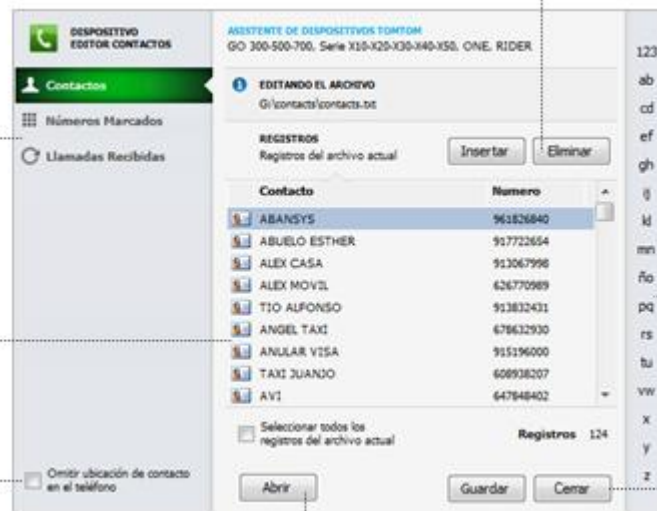 DISPOSITIVO
EDITOR CONTACTOS
Contactos
Números Marcados
Llamadas Recibidas
Omitir ubicación de contacto
en el teléfono
ASISTENTE DE DISPOSITIVOS TOMTOM
GO 300-500-700, Serie X10-X20-X30-X40-X50, ONE, RIDER
EDITANDO EL ARCHIVO
G:\contacts\contacts.txt
REGISTROS
Registros del archivo actual
Insertar
Eliminar
Contacto Numero
ABANSYS 961826840
ABUELO ESTHER 917722654
ALEX CASA 913067998
ALEX MOVIL 626770989
TIO ALFONSO 913832431
ANGEL TAXI 678632930
ANULAR VISA 915196000
TAXI JUANJO 608938207
AVI 647848402
Seleccionar todos los
registros del archivo actual
Registros 124
Abrir
Guardar
Cerrar
123
ab
cd
ef
gh
ij
kl
mn
ño
pq
rs
tu
vw
x
y
z